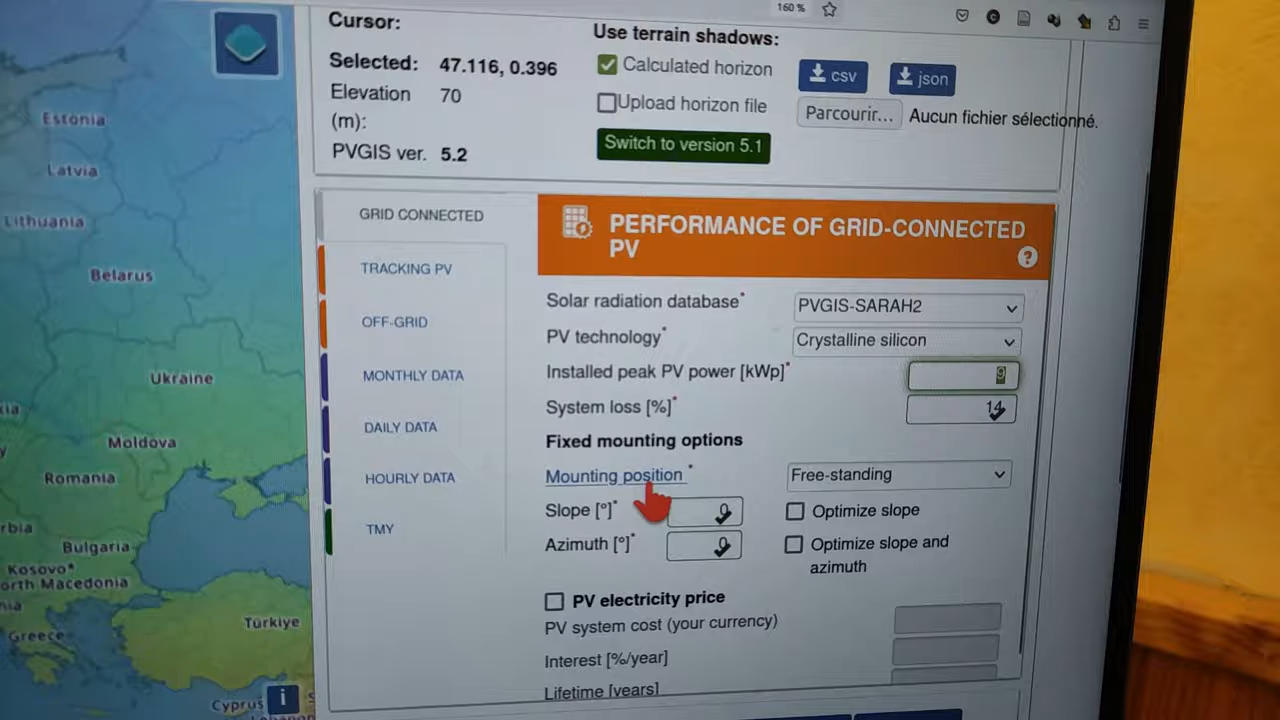 160 %
Cursor:
Selected: 47.116, 0.396
Elevation (m): 70
PVGIS ver. 5.2
Use terrain shadows:
Calculated horizon
csv
json
Upload horizon file
Parcourir... Aucun fichier sélectionné.
Switch to version 5.1
GRID CONNECTED
TRACKING PV
OFF-GRID
MONTHLY DATA
DAILY DATA
HOURLY DATA
TMY
PERFORMANCE OF GRID-CONNECTED
PV
?
Solar radiation database* PVGIS-SARAH2
PV technology* Crystalline silicon
Installed peak PV power [kWp]* 9
System loss [%]* 14
Fixed mounting options
Mounting position * Free-standing
Slope [°]* 0 Optimize slope
Azimuth [°]* 0 Optimize slope and
azimuth
PV electricity price
PV system cost (your currency)
Interest [%/year]
Lifetime [years]
Estonia
Latvia
Lithuania
Belarus
Ukraine
Moldova
Romania
Bulgaria
Kosovo*
orth Macedonia
Türkiye
Greece
Cyprus
i